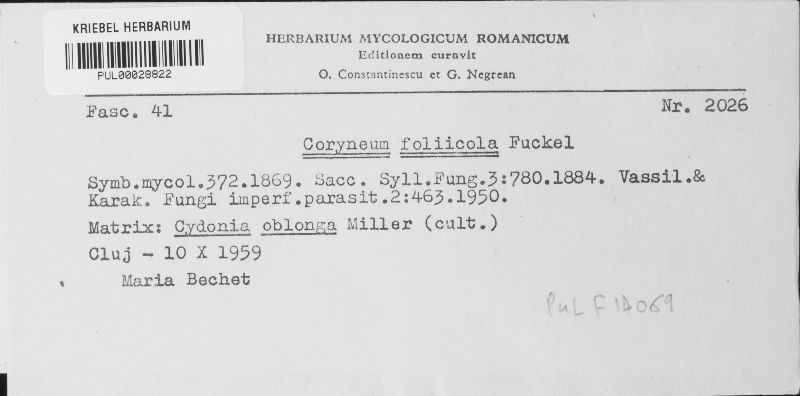 KRIEBEL HERBARIUM
PUL00028822
HERBARIUM MYCOLOGICUM ROMANICUM
Editionem curavit
O. Constantinescu et G. Negrean
Fasc. 41
Nr. 2026
Coryneum foliicola Fuckel
Symb.mycol.372.1869. Sacc. Syll.Fung.3:780.1884. Vassil.&
Karak. Fungi imperf.parasit.2:463.1950.
Matrix: Cydonia oblonga Miller (cult.)
Cluj - 10 X 1959
Maria Bechet
PUL F14069